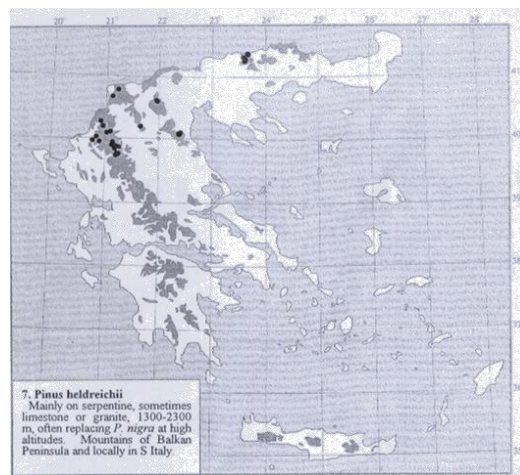 20° 21° 22° 23° 24° 25° 26° 27° 28°
7. Pinus heldreichii
Mainly on serpentine, sometimes
limestone or granite, 1300-2300
m, often replacing P. nigra at high
altitudes. Mountains of Balkan
Peninsula and locally in S Italy.